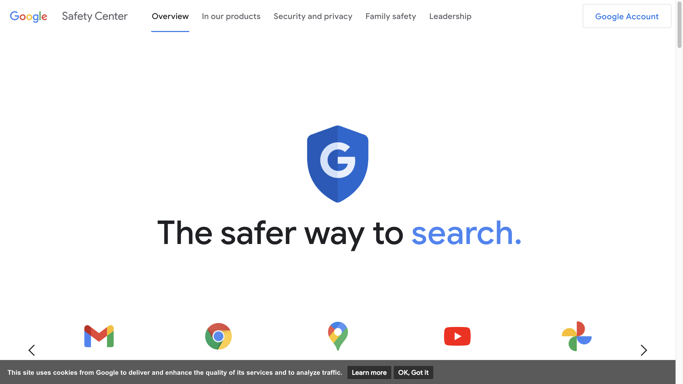 Google Safety Center Overview In our products Security and privacy Family safety Leadership Google Account
G
The safer way to search.
This site uses cookies from Google to deliver and enhance the quality of its services and to analyze traffic. Learn more OK, Got it